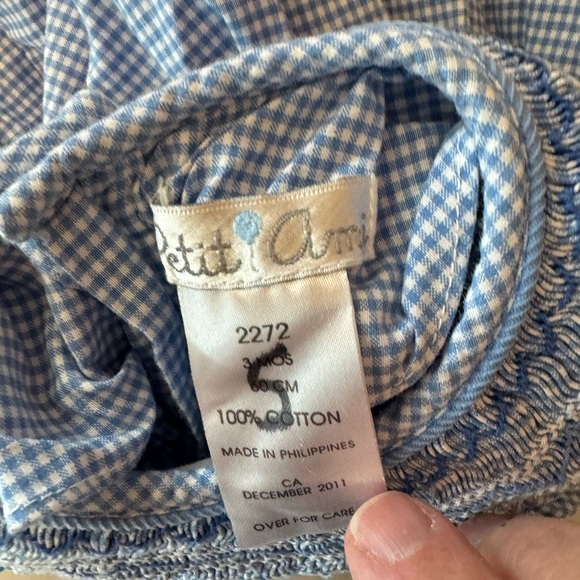 Petit Ami
2272
3 MOS
60 CM
100% COTTON
MADE IN PHILIPPINES
CA
DECEMBER 2011
OVER FOR CARE